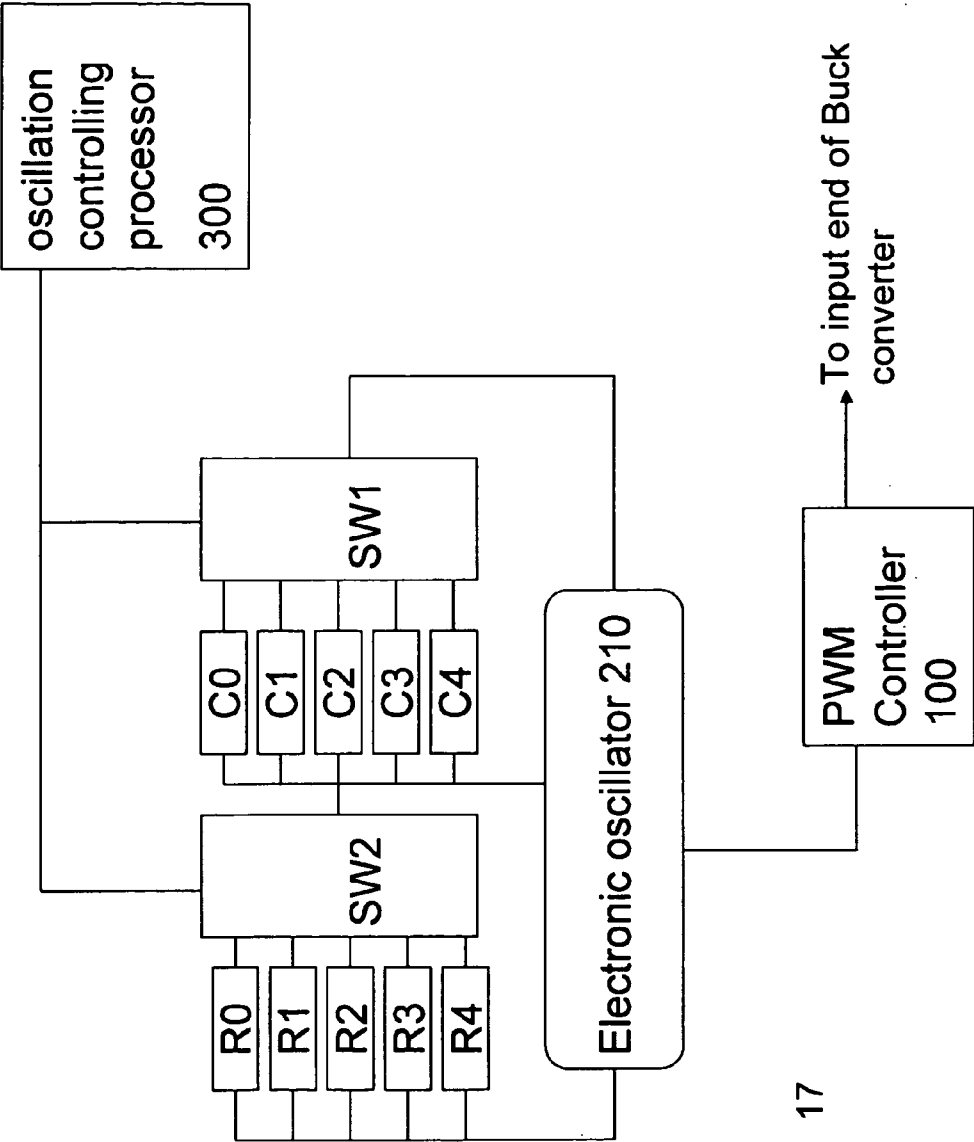 oscillation
controlling
processor
300
SW1
C0
C1
C2
C3
C4
SW2
R0
R1
R2
R3
R4
Electronic oscillator 210
PWM
Controller
100
To input end of Buck
converter
17